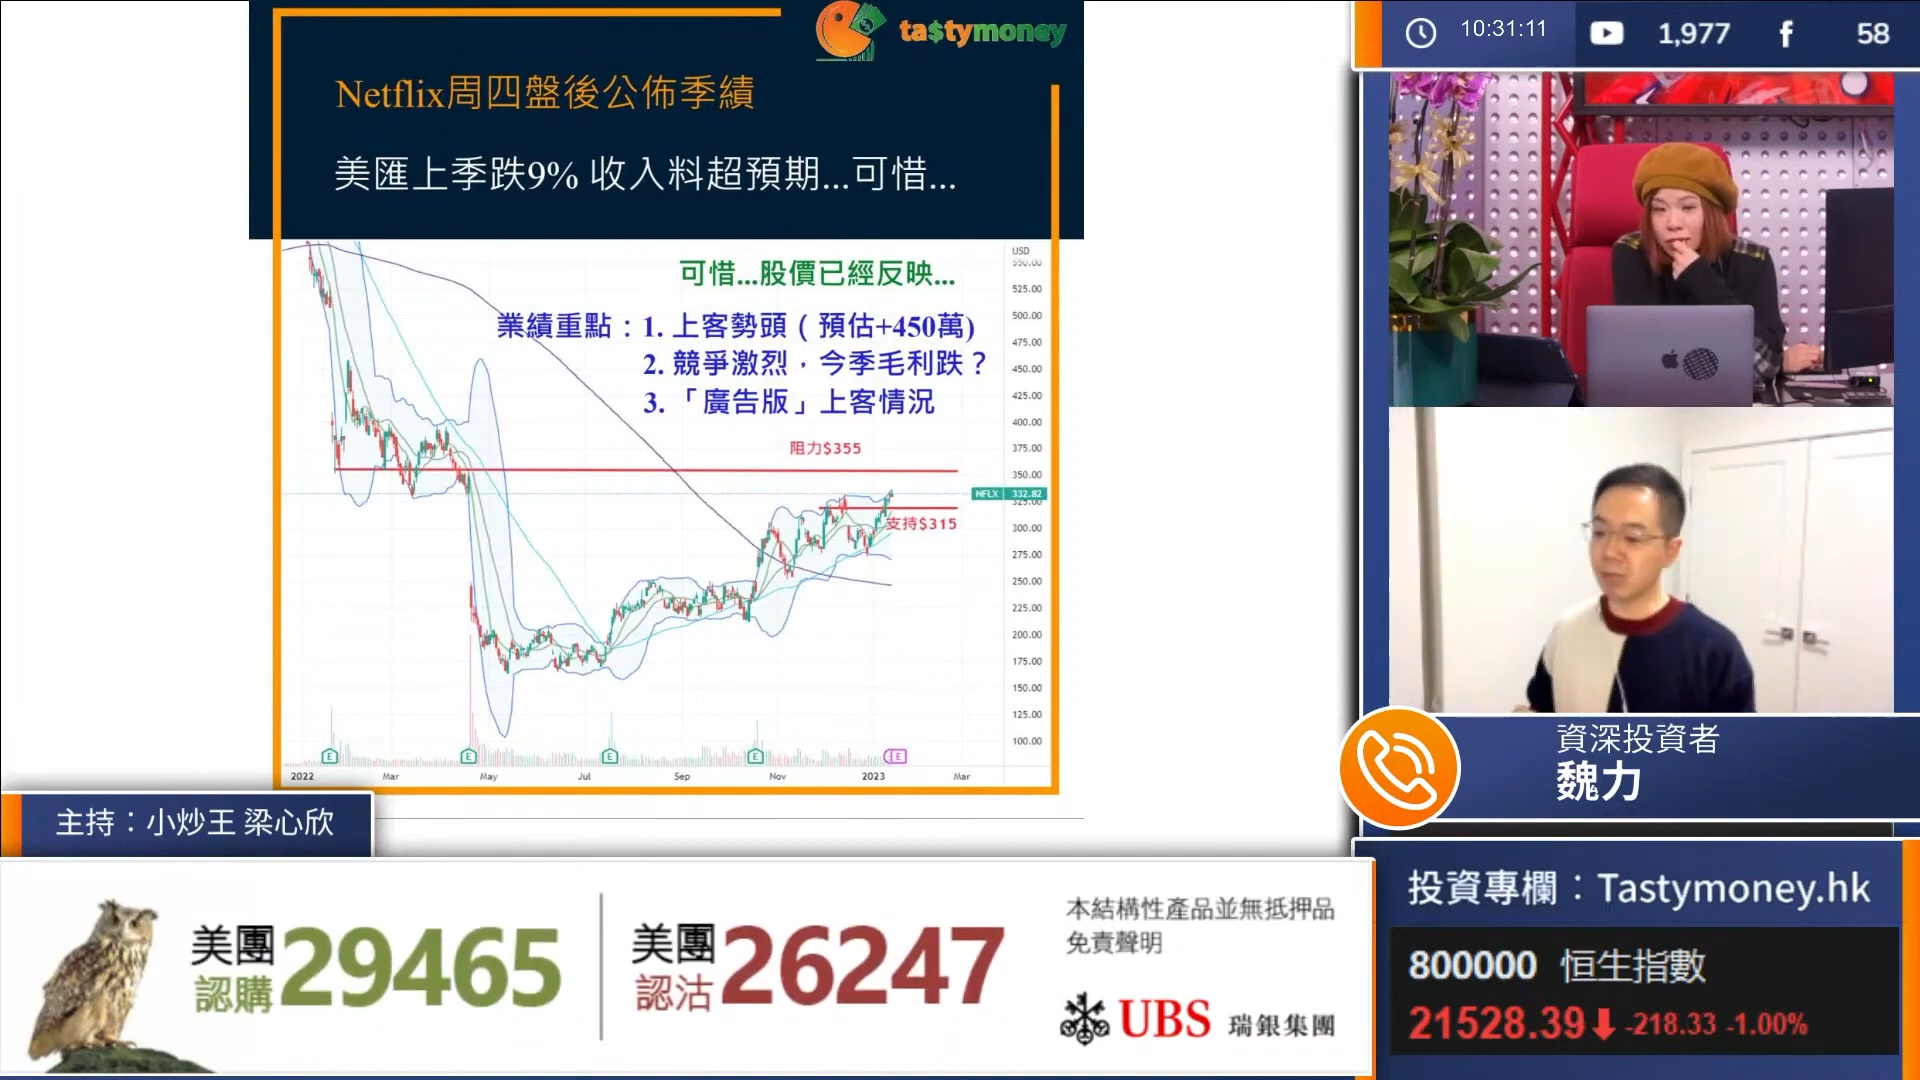 ta$tymoney
Netflix周四盤後公佈季績
美匯上季跌9% 收入料超預期...可惜...
可惜...股價已經反映...
業績重點：1. 上客勢頭（預估+450萬)
2. 競爭激烈，今季毛利跌？
3. 「廣告版」上客情況
阻力$355
支持$315
USD
550.00
525.00
500.00
475.00
450.00
425.00
400.00
375.00
350.00
NFLX 332.82
325.00
300.00
275.00
250.00
225.00
200.00
175.00
150.00
125.00
100.00
E E E E E
2022 Mar May Jul Sep Nov 2023 Mar
10:31:11 1,977 f 58
資深投資者
魏力
主持：小炒王 梁心欣
美團
認購 29465
美團
認沽 26247
本結構性產品並無抵押品
免責聲明
UBS 瑞銀集團
投資專欄：Tastymoney.hk
800000 恒生指數
21528.39 -218.33 -1.00%